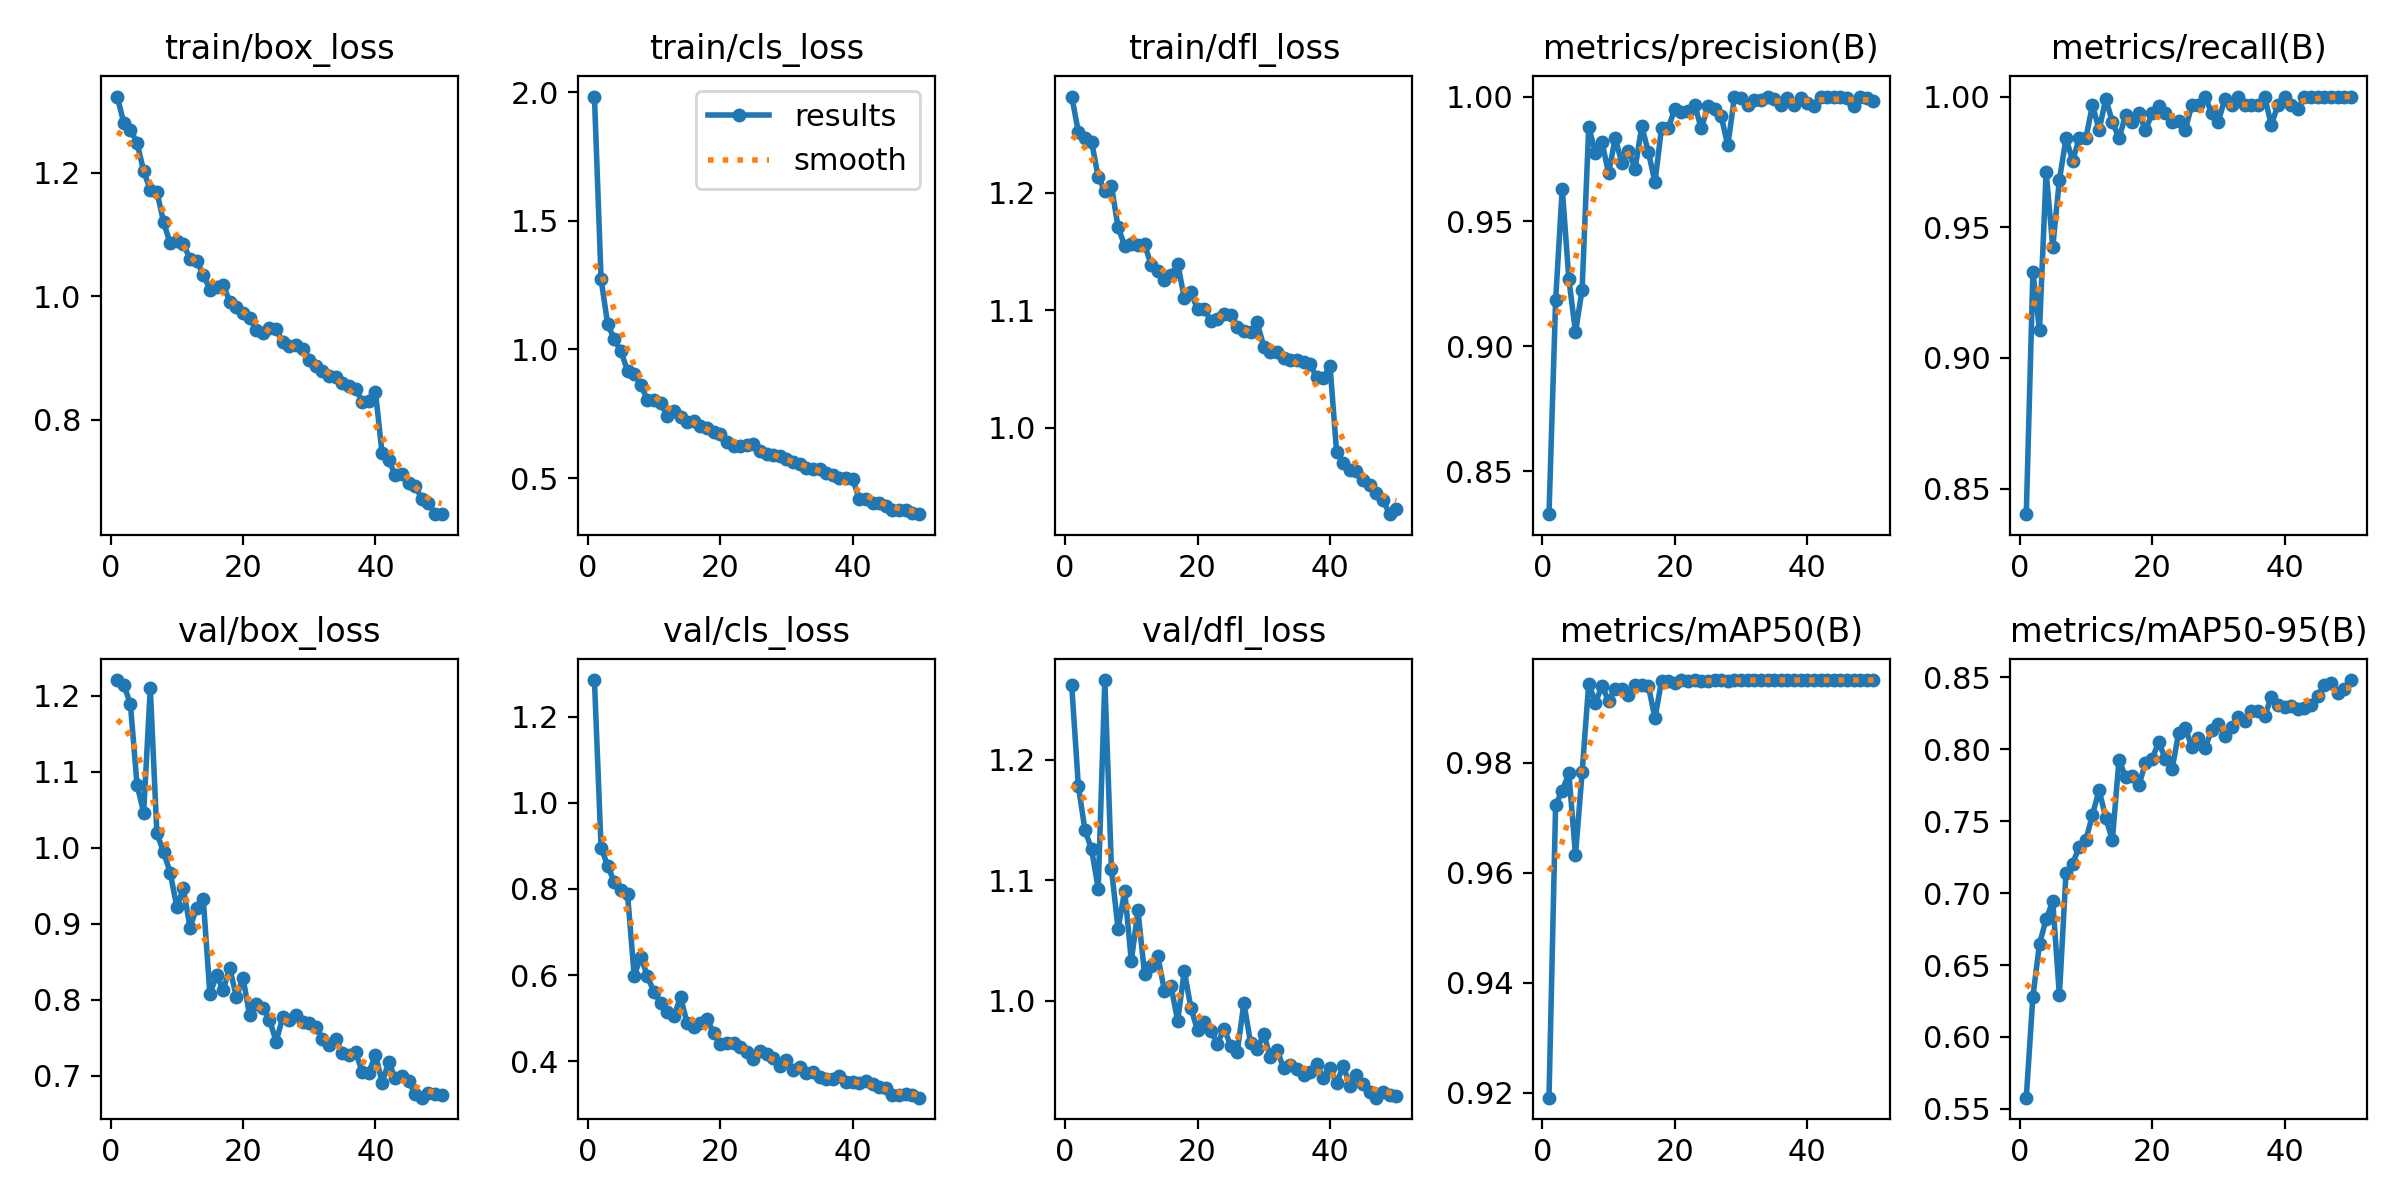 train/box_loss
1.2
1.0
0.8
0 20 40
train/cls_loss
results
smooth
2.0
1.5
1.0
0.5
0 20 40
train/dfl_loss
1.2
1.1
1.0
0 20 40
metrics/precision(B)
1.00
0.95
0.90
0.85
0 20 40
metrics/recall(B)
1.00
0.95
0.90
0.85
0 20 40
val/box_loss
1.2
1.1
1.0
0.9
0.8
0.7
0 20 40
val/cls_loss
1.2
1.0
0.8
0.6
0.4
0 20 40
val/dfl_loss
1.2
1.1
1.0
0 20 40
metrics/mAP50(B)
0.98
0.96
0.94
0.92
0 20 40
metrics/mAP50-95(B)
0.85
0.80
0.75
0.70
0.65
0.60
0.55
0 20 40